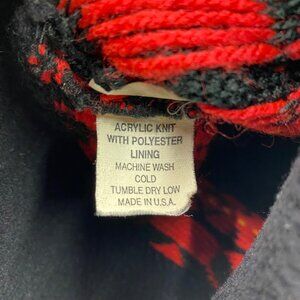 ACRYLIC KNIT
WITH POLYESTER
LINING
MACHINE WASH
COLD
TUMBLE DRY LOW
MADE IN U.S.A.